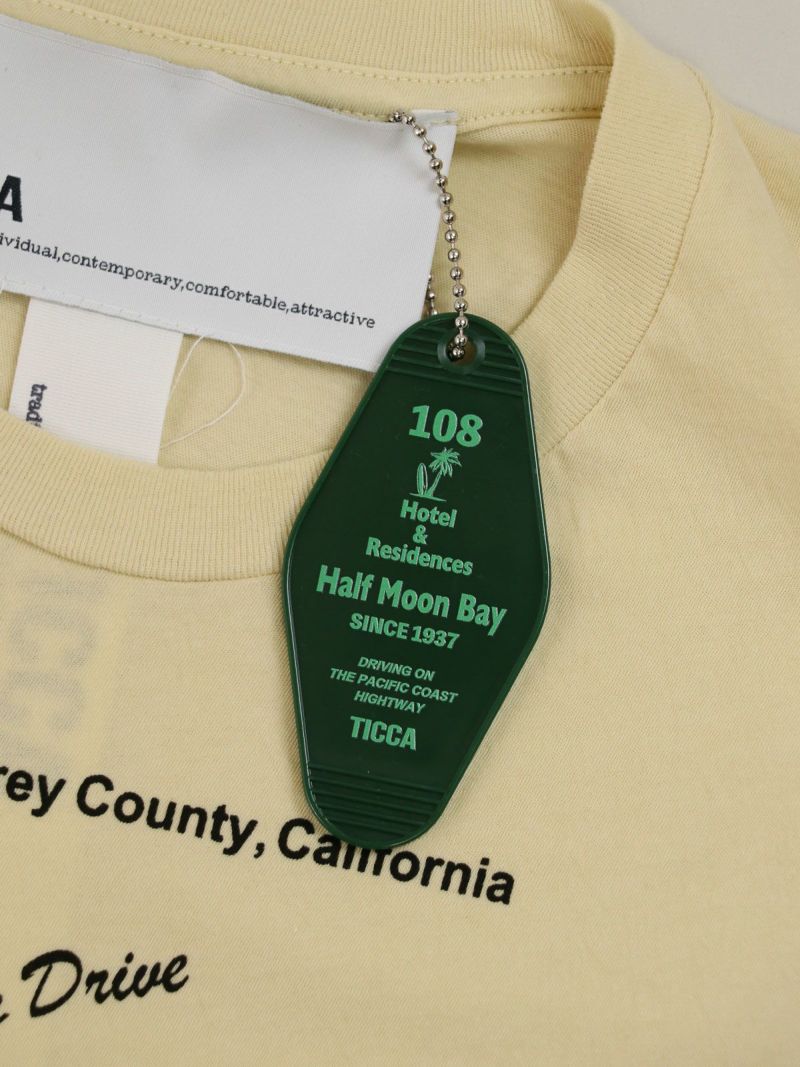 A
ividual,contemporary,comfortable,attractive
trad
108
Hotel
&
Residences
Half Moon Bay
SINCE 1937
DRIVING ON
THE PACIFIC COAST
HIGHTWAY
TICCA
rey County, California
Drive